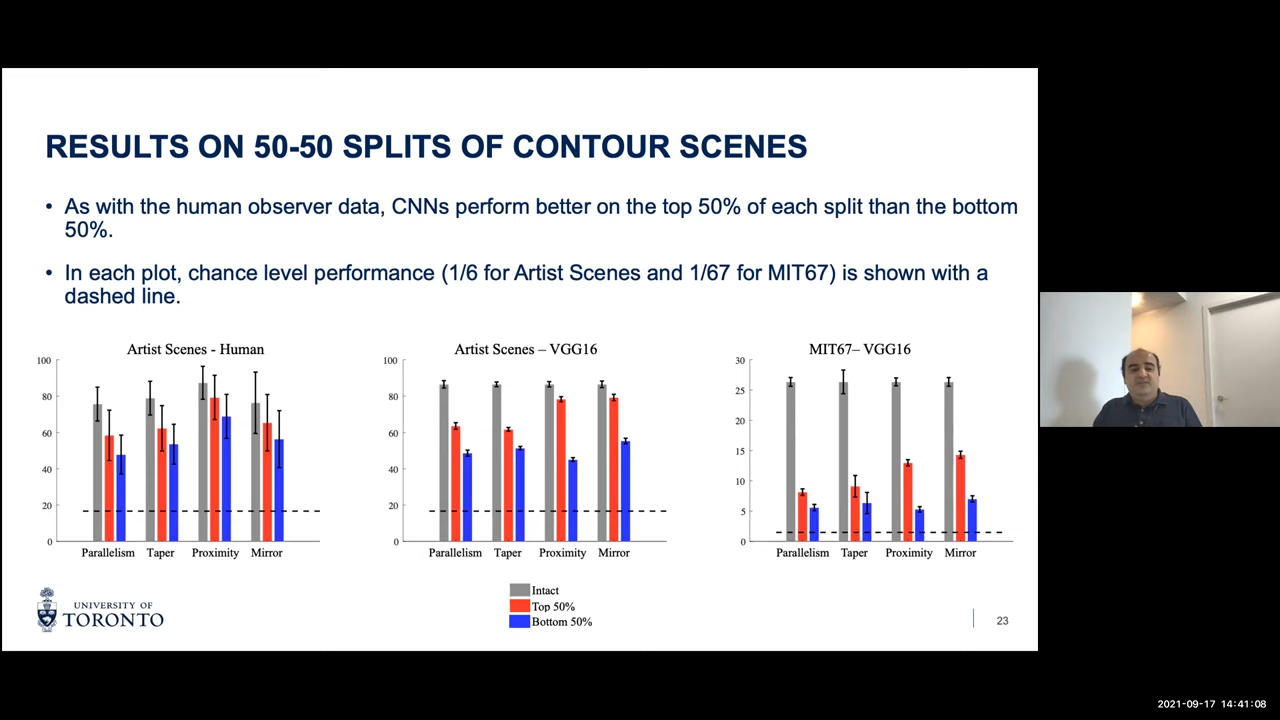 RESULTS ON 50-50 SPLITS OF CONTOUR SCENES
• As with the human observer data, CNNs perform better on the top 50% of each split than the bottom
50%.
• In each plot, chance level performance (1/6 for Artist Scenes and 1/67 for MIT67) is shown with a
dashed line.
Artist Scenes - Human
100
80
60
40
20
0
Parallelism Taper Proximity Mirror
Artist Scenes – VGG16
100
80
60
40
20
0
Parallelism Taper Proximity Mirror
MIT67– VGG16
30
25
20
15
10
5
0
Parallelism Taper Proximity Mirror
Intact
Top 50%
Bottom 50%
UNIVERSITY OF
TORONTO
23
2021-09-17 14:41:08